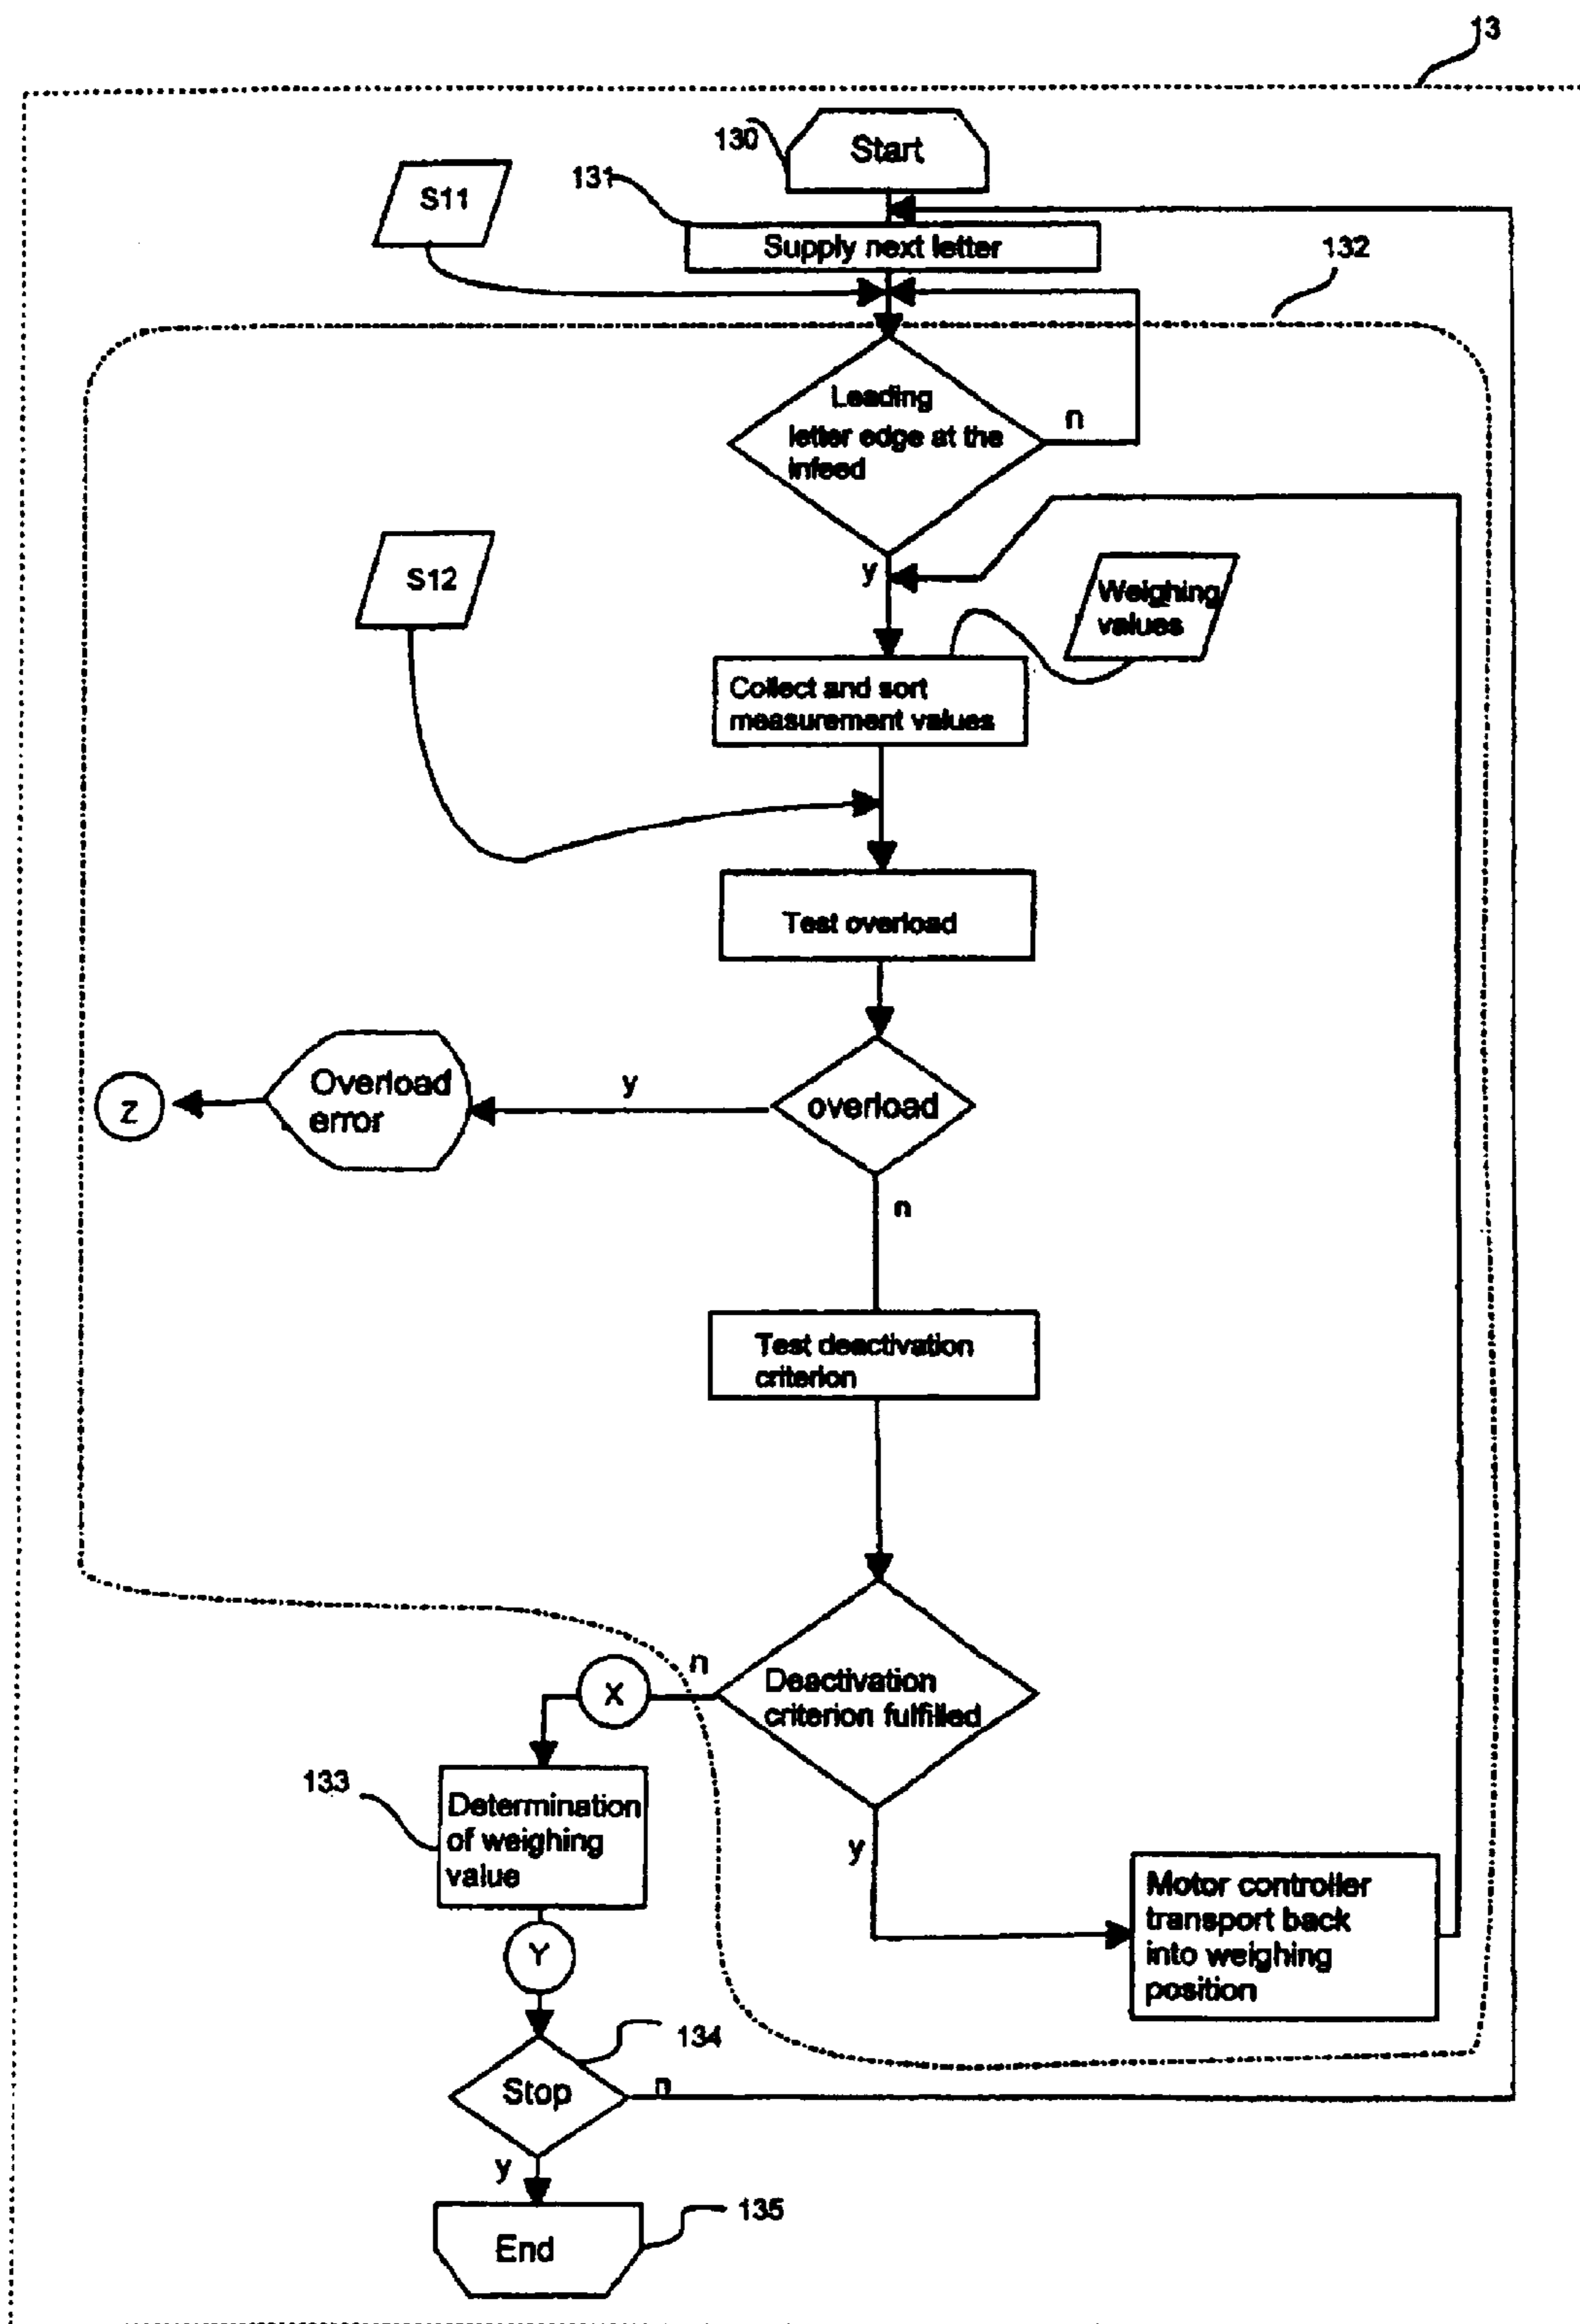 13
130
Start
S11
131
Supply next letter
132
Leading
letter edge at the
infeed
n
y
S12
Weighing
values
Collect and sort
measurement values
Test overload
Overload
error
y
overload
Z
n
Test deactivation
criterion
n
X
Deactivation
criterion fulfilled
133
Determination
of weighing
value
y
Motor controller
transport back
into weighing
position
Y
134
Stop
n
y
End
135